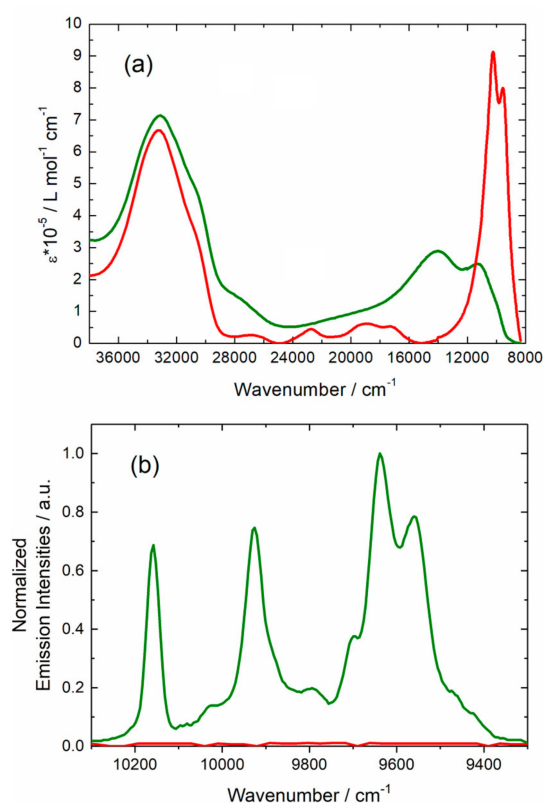 (a)
ε*10⁻⁵ / L mol⁻¹ cm⁻¹
10
9
8
7
6
5
4
3
2
1
0
36000 32000 28000 24000 20000 16000 12000 8000
Wavenumber / cm⁻¹
(b)
Normalized
Emission Intensities / a.u.
1.0
0.8
0.6
0.4
0.2
0.0
10200 10000 9800 9600 9400
Wavenumber / cm⁻¹